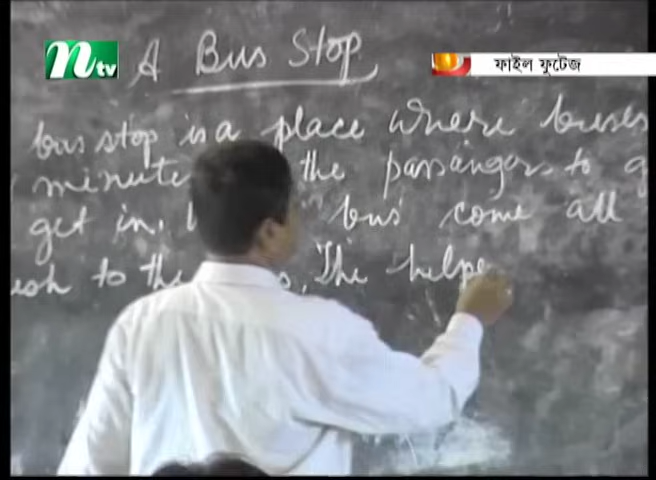 Ntv
ফাইল ফুটেজ
A Bus Stop
bus stop is a place where buses
minute the passangers to
get in. bus come all
to the The helpe